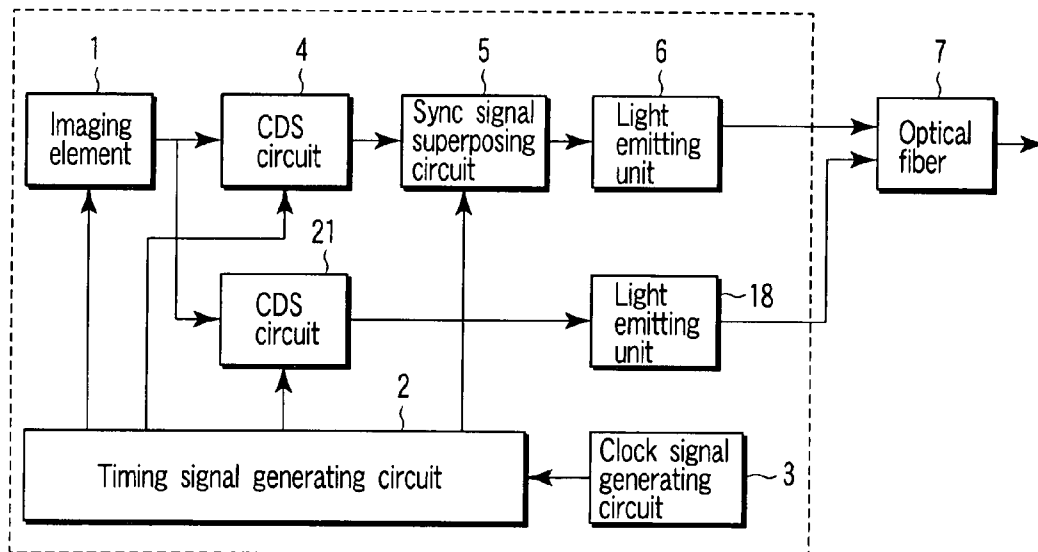 1
Imaging
element
4
CDS
circuit
5
Sync signal
superposing
circuit
6
Light
emitting
unit
7
Optical
fiber
21
CDS
circuit
Light
emitting
unit
18
2
Timing signal generating circuit
Clock signal
generating
circuit
3